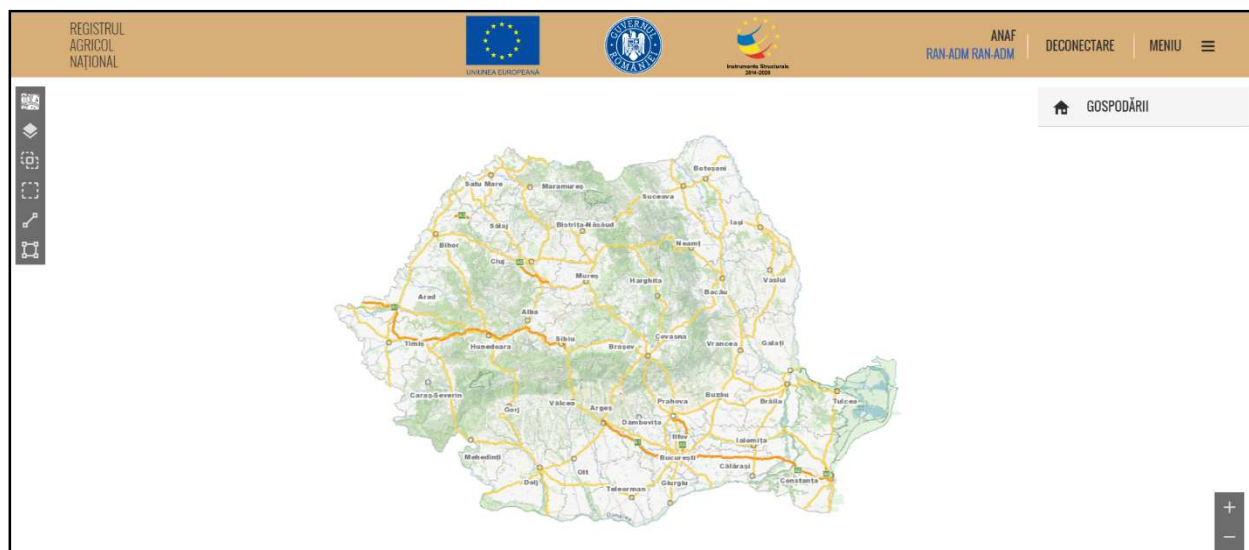 REGISTRUL
AGRICOL
NAȚIONAL
UNIUNEA EUROPEANĂ
GUVERNUL ROMÂNIEI
Instrumente Structurale
2014-2020
ANAF
RAN-ADM RAN-ADM
DECONECTARE
MENIU
GOSPODĂRII
Botoșani
Satu Mare
Maramureș
Suceava
Sălaj
Bistrița-Năsăud
Iași
Bihor
Neamț
Cluj
Mureș
Harghita
Bacău
Vaslui
Arad
Alba
Timiș
Hunedoara
Sibiu
Brașov
Covasna
Vrancea
Galați
Caraș-Severin
Gorj
Vâlcea
Argeș
Prahova
Buzău
Brăila
Tulcea
Dâmbovița
Ilfov
Ialomița
Mehedinți
București
Călărași
Olt
Dolj
Teleorman
Giurgiu
Constanța